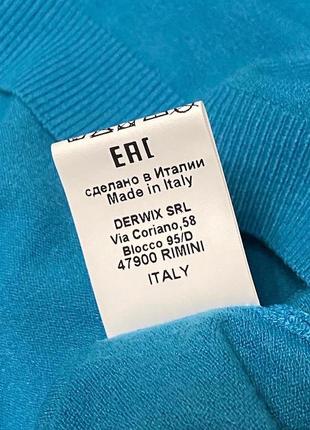 EAC
сделано в Италии
Made in Italy
DERWIX SRL
Via Coriano,58
Blocco 95/D
47900 RIMINI
ITALY